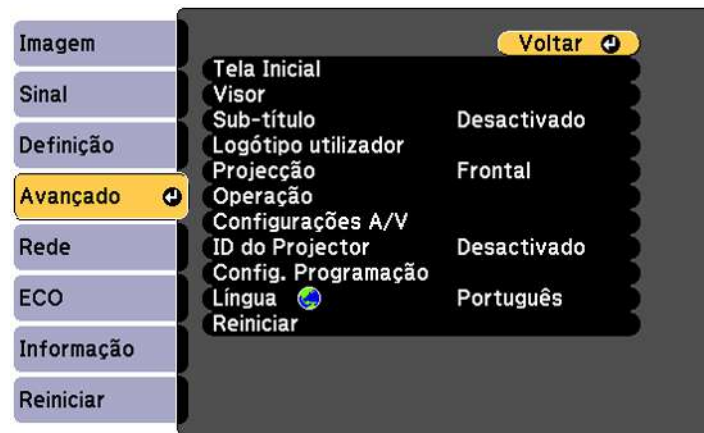 Imagem
Sinal
Definição
Avançado
Rede
ECO
Informação
Reiniciar
Voltar
Tela Inicial
Visor
Sub-título Desactivado
Logótipo utilizador
Projecção Frontal
Operação
Configurações A/V
ID do Projector Desactivado
Config. Programação
Língua Português
Reiniciar